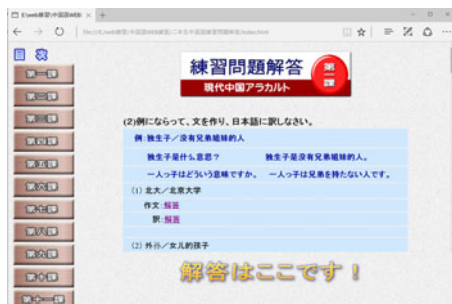 練習問題解答
第一課
現代中国アラカルト
第一課
第二課
第三課
第四課
第五課
第六課
第七課
第八課
第九課
第十課
第十一課
(2)例にならって、文を作り、日本語に訳しなさい。
例:独生子／没有兄弟姐妹的人
独生子是什么意思？ 独生子是没有兄弟姐妹的人。
一人っ子はどういう意味ですか。 一人っ子は兄弟を持たない人です。
(1) 北大／北京大学
作文:解答
訳:解答
(2) 外孙／女儿的孩子
解答はここです！